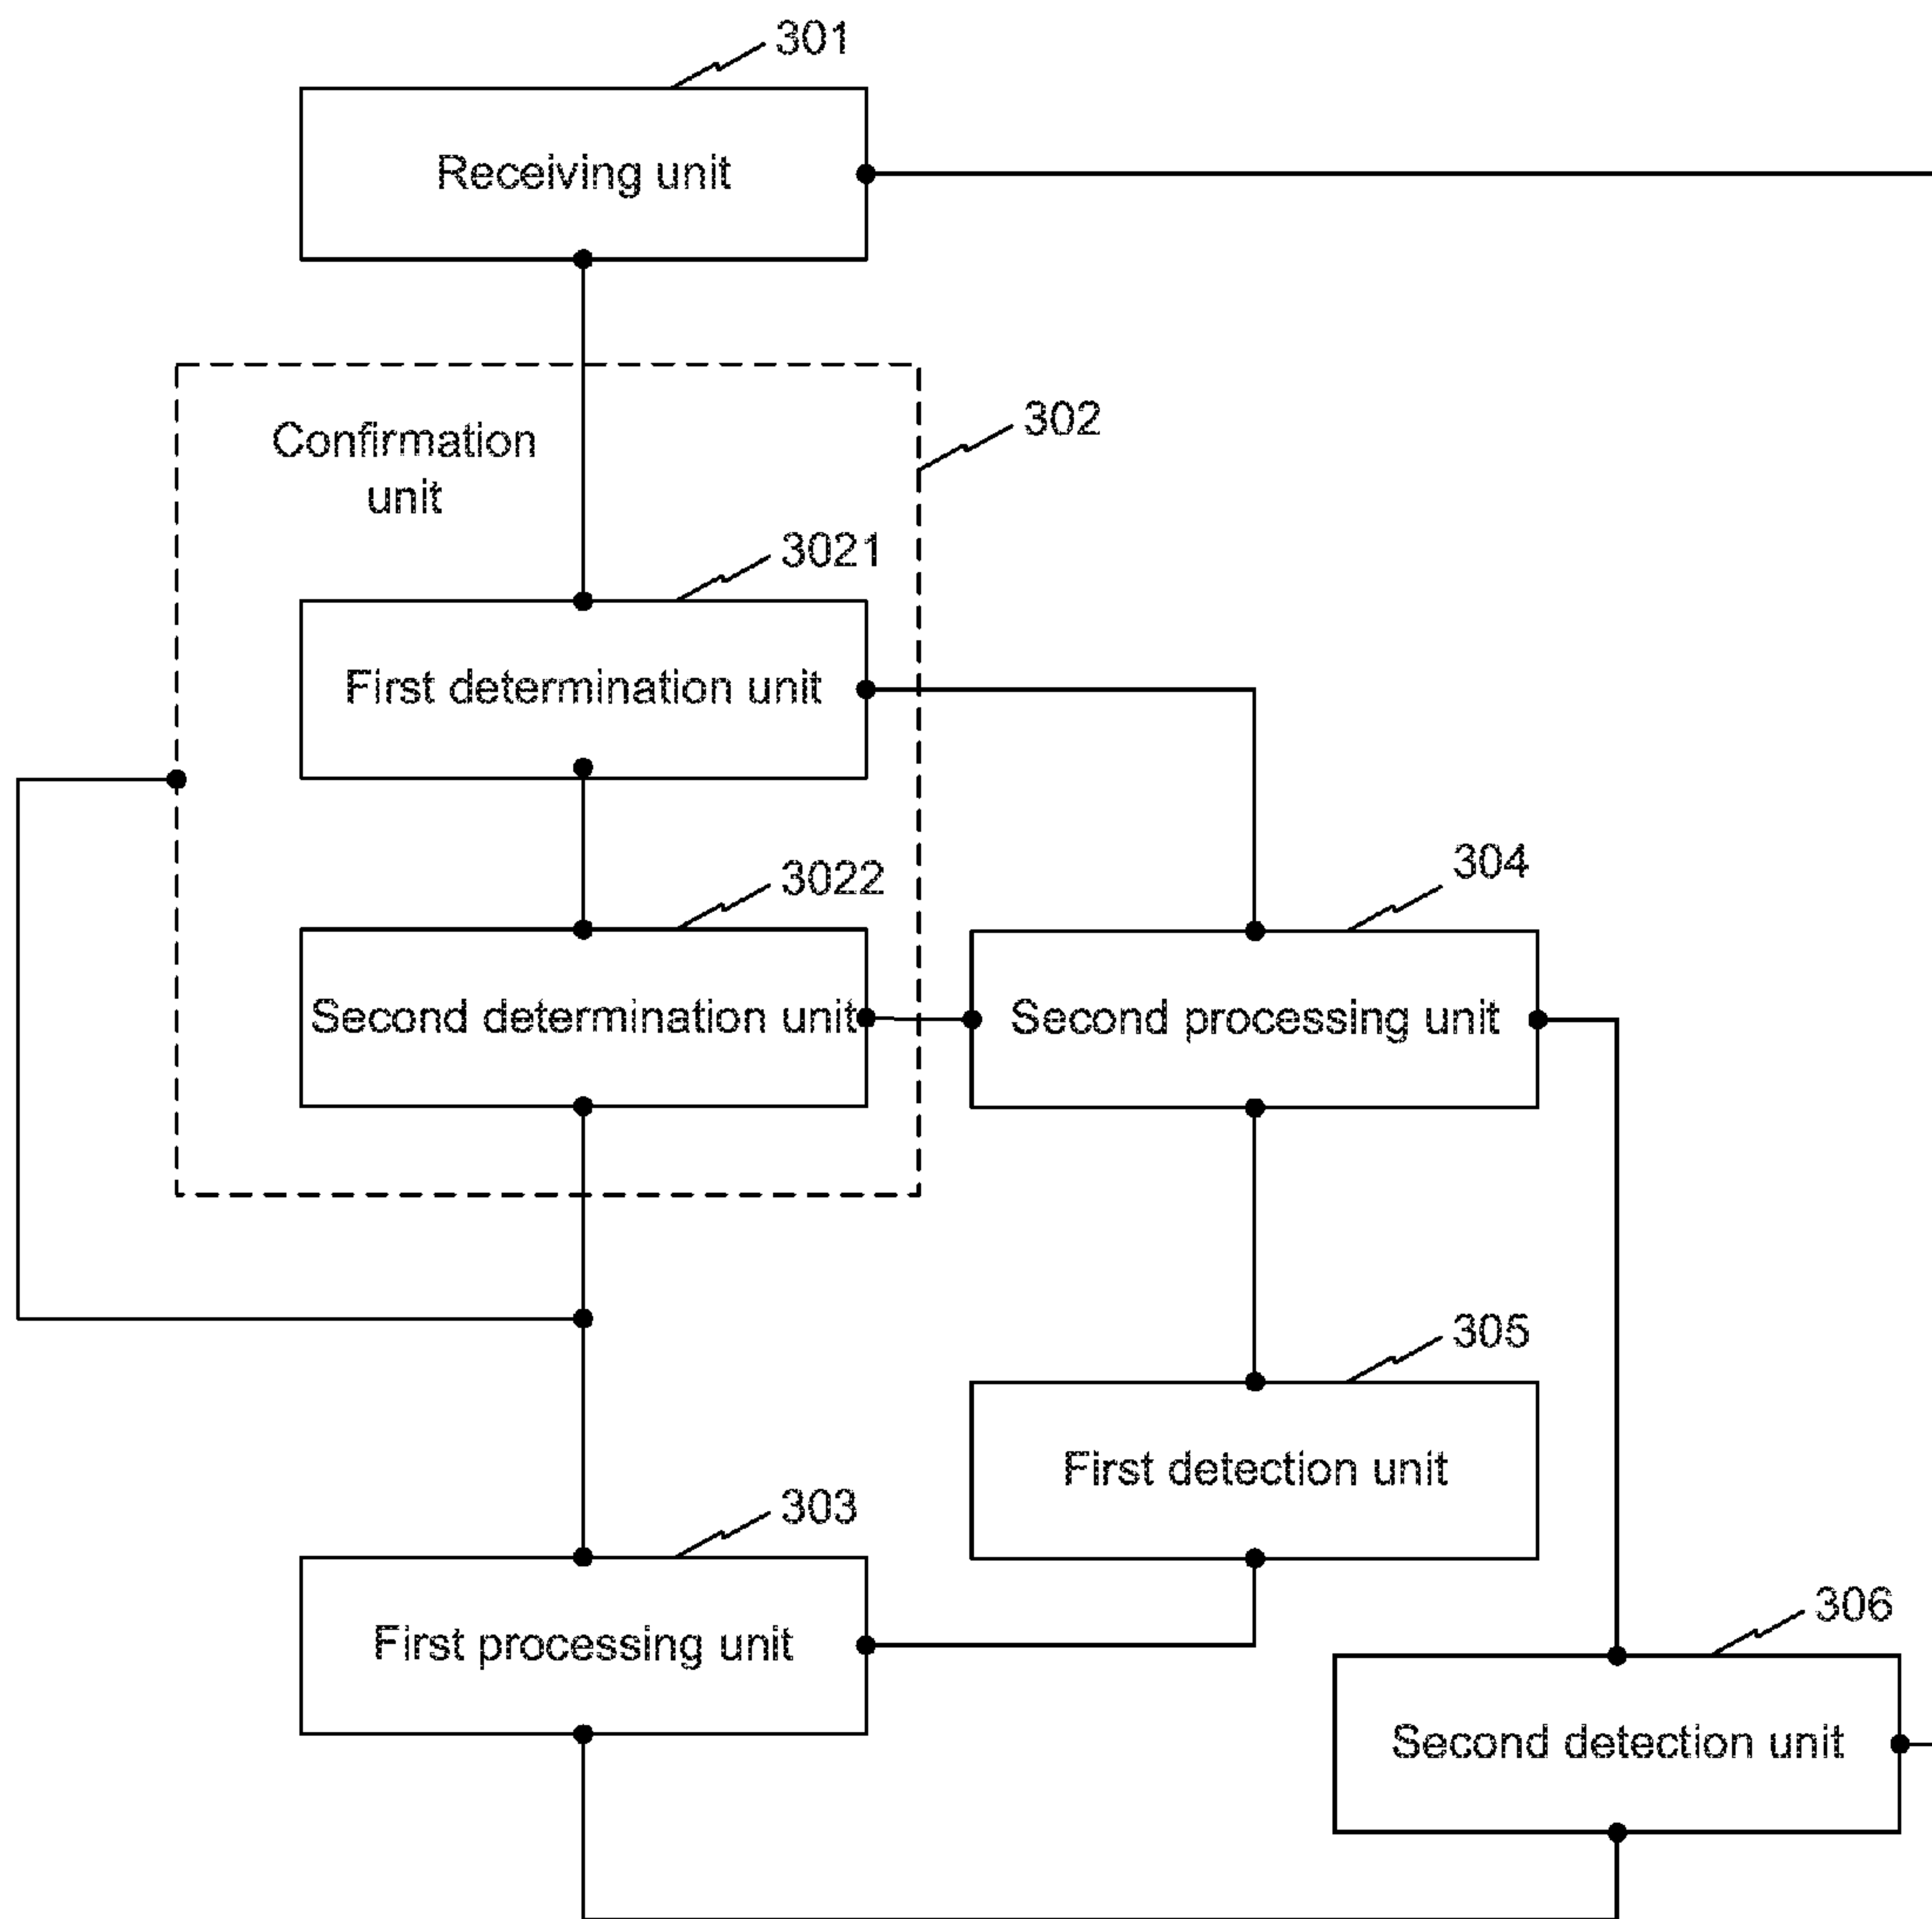 301
Receiving unit
Confirmation
unit
302
3021
First determination unit
3022
Second determination unit
304
Second processing unit
305
First detection unit
303
First processing unit
306
Second detection unit